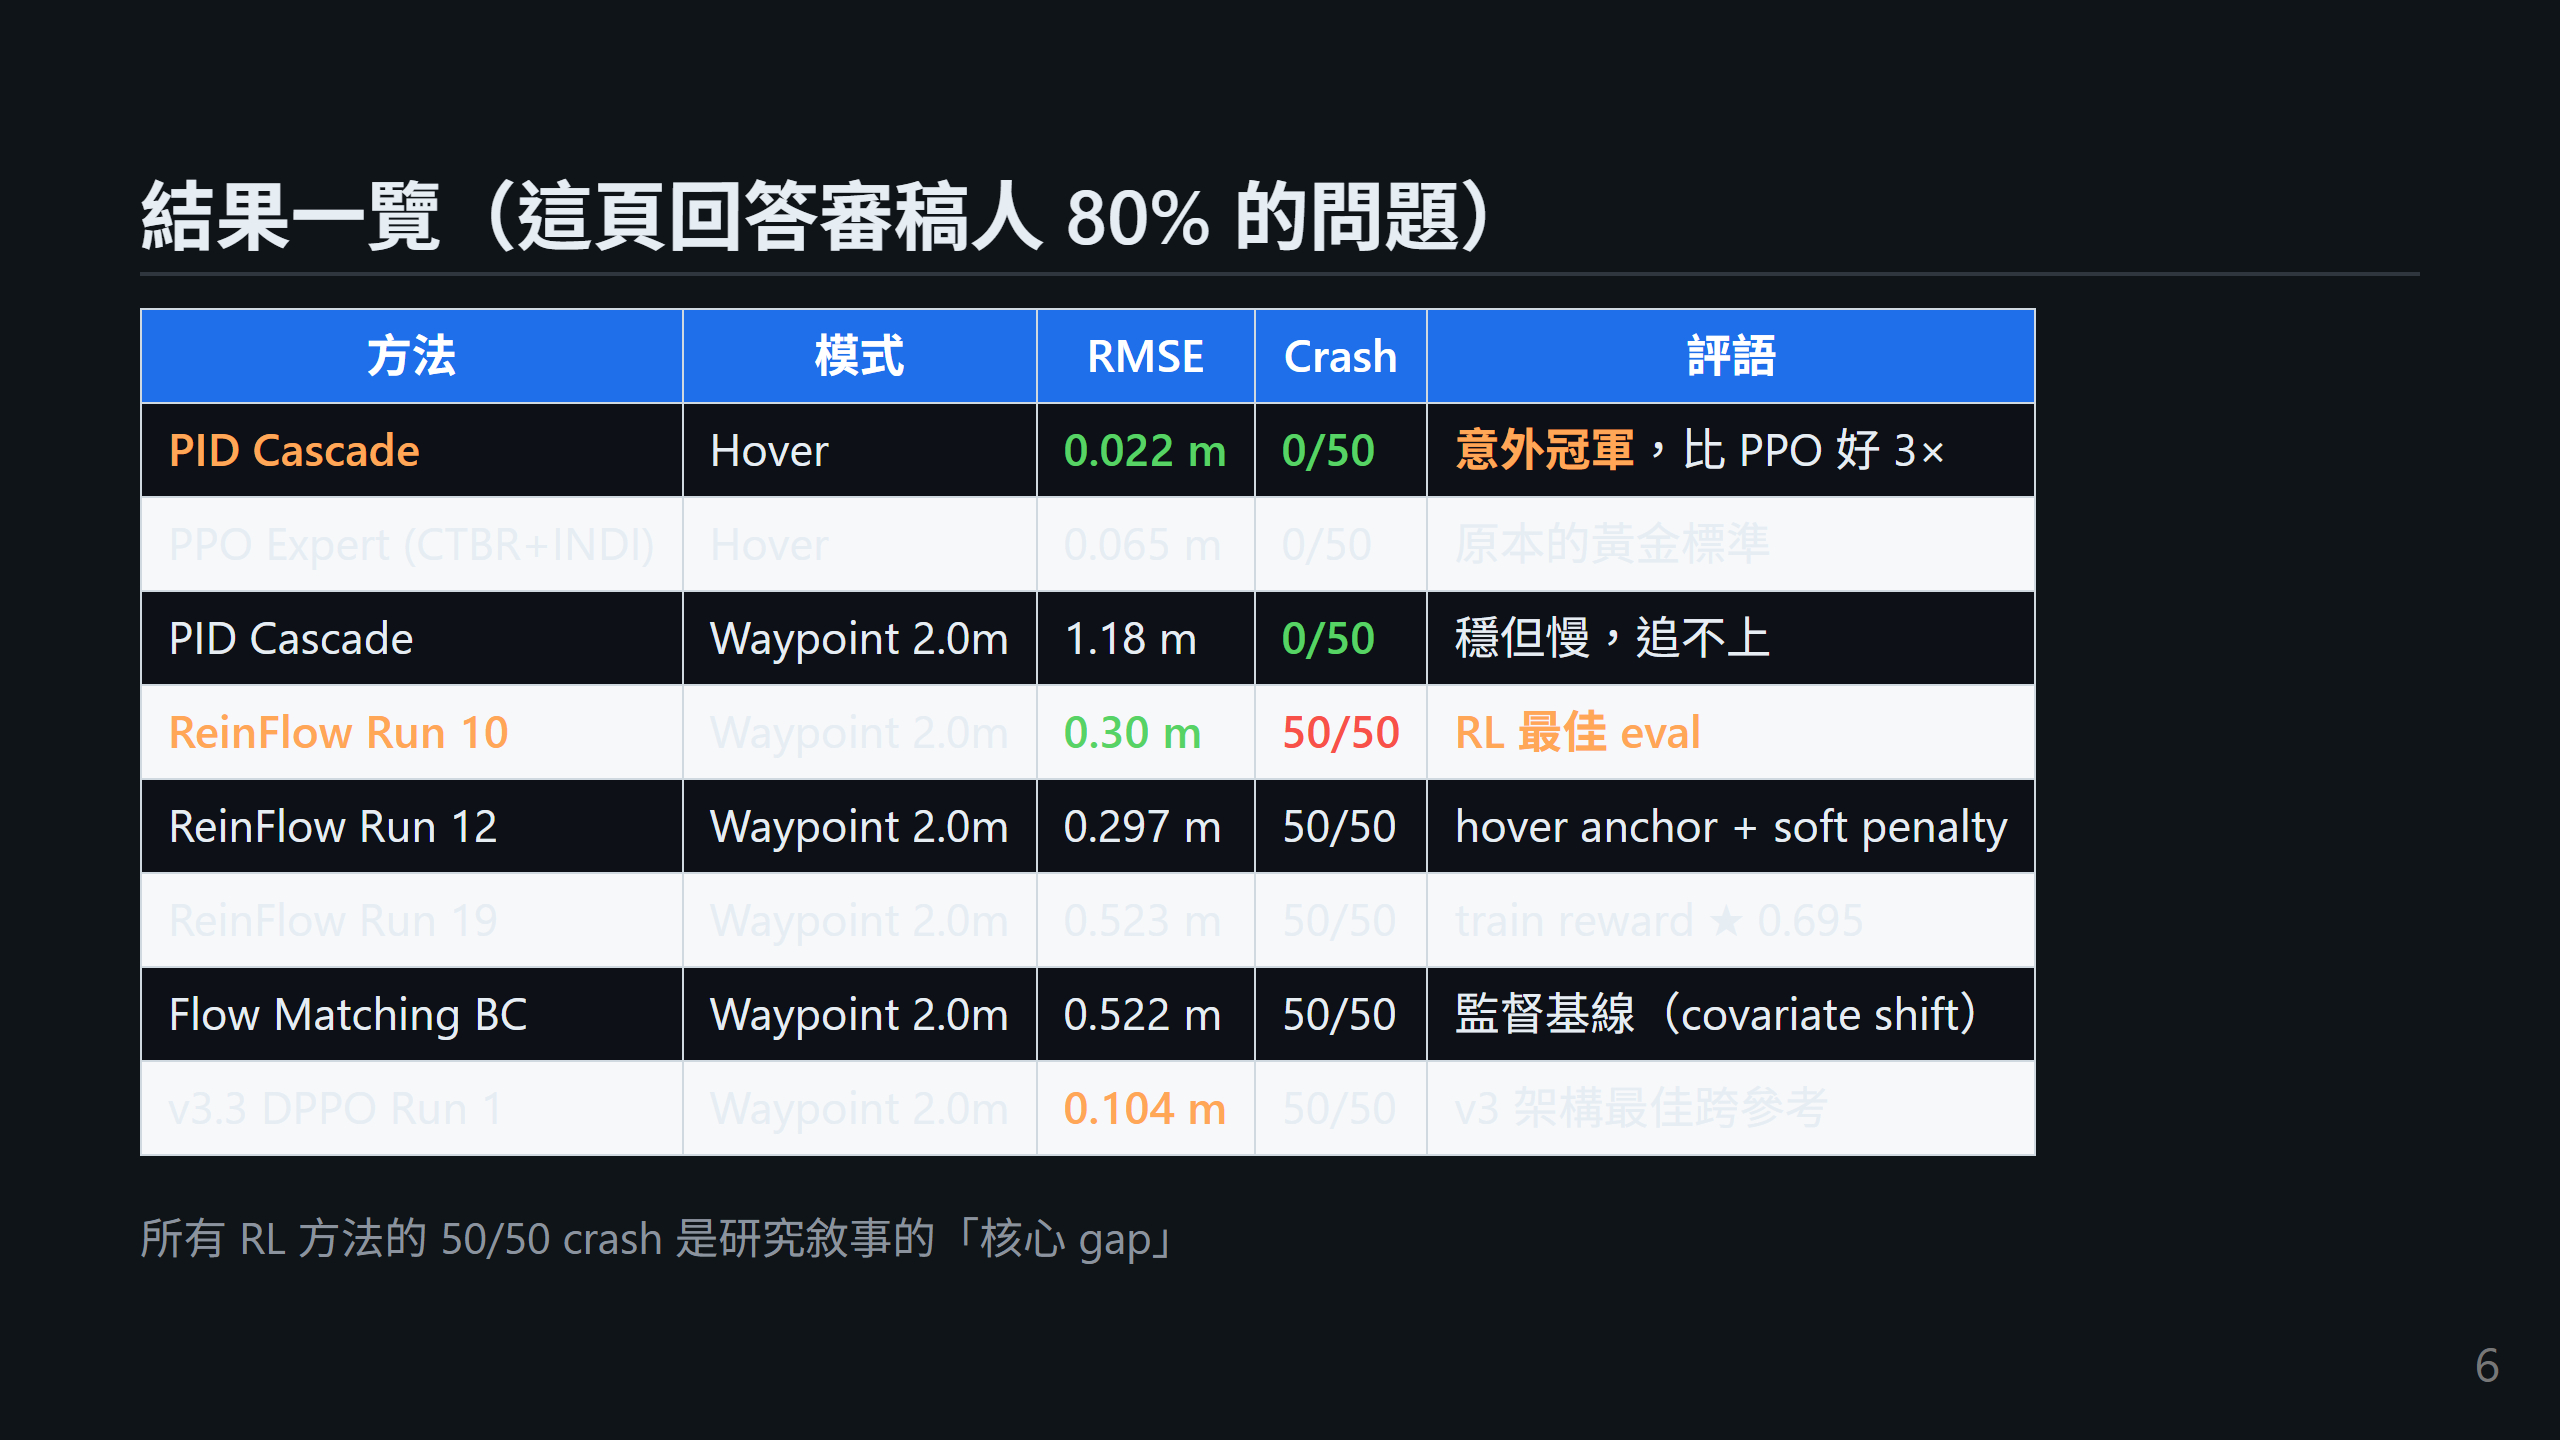 結果一覽（這頁回答審稿人 80% 的問題）
方法 模式 RMSE Crash 評語
PID Cascade Hover 0.022 m 0/50 意外冠軍，比 PPO 好 3×
PPO Expert (CTBR+INDI) Hover 0.065 m 0/50 原本的黃金標準
PID Cascade Waypoint 2.0m 1.18 m 0/50 穩但慢，追不上
ReinFlow Run 10 Waypoint 2.0m 0.30 m 50/50 RL 最佳 eval
ReinFlow Run 12 Waypoint 2.0m 0.297 m 50/50 hover anchor + soft penalty
ReinFlow Run 19 Waypoint 2.0m 0.523 m 50/50 train reward ★ 0.695
Flow Matching BC Waypoint 2.0m 0.522 m 50/50 監督基線（covariate shift）
v3.3 DPPO Run 1 Waypoint 2.0m 0.104 m 50/50 v3 架構最佳跨參考
所有 RL 方法的 50/50 crash 是研究敘事的「核心 gap」
6